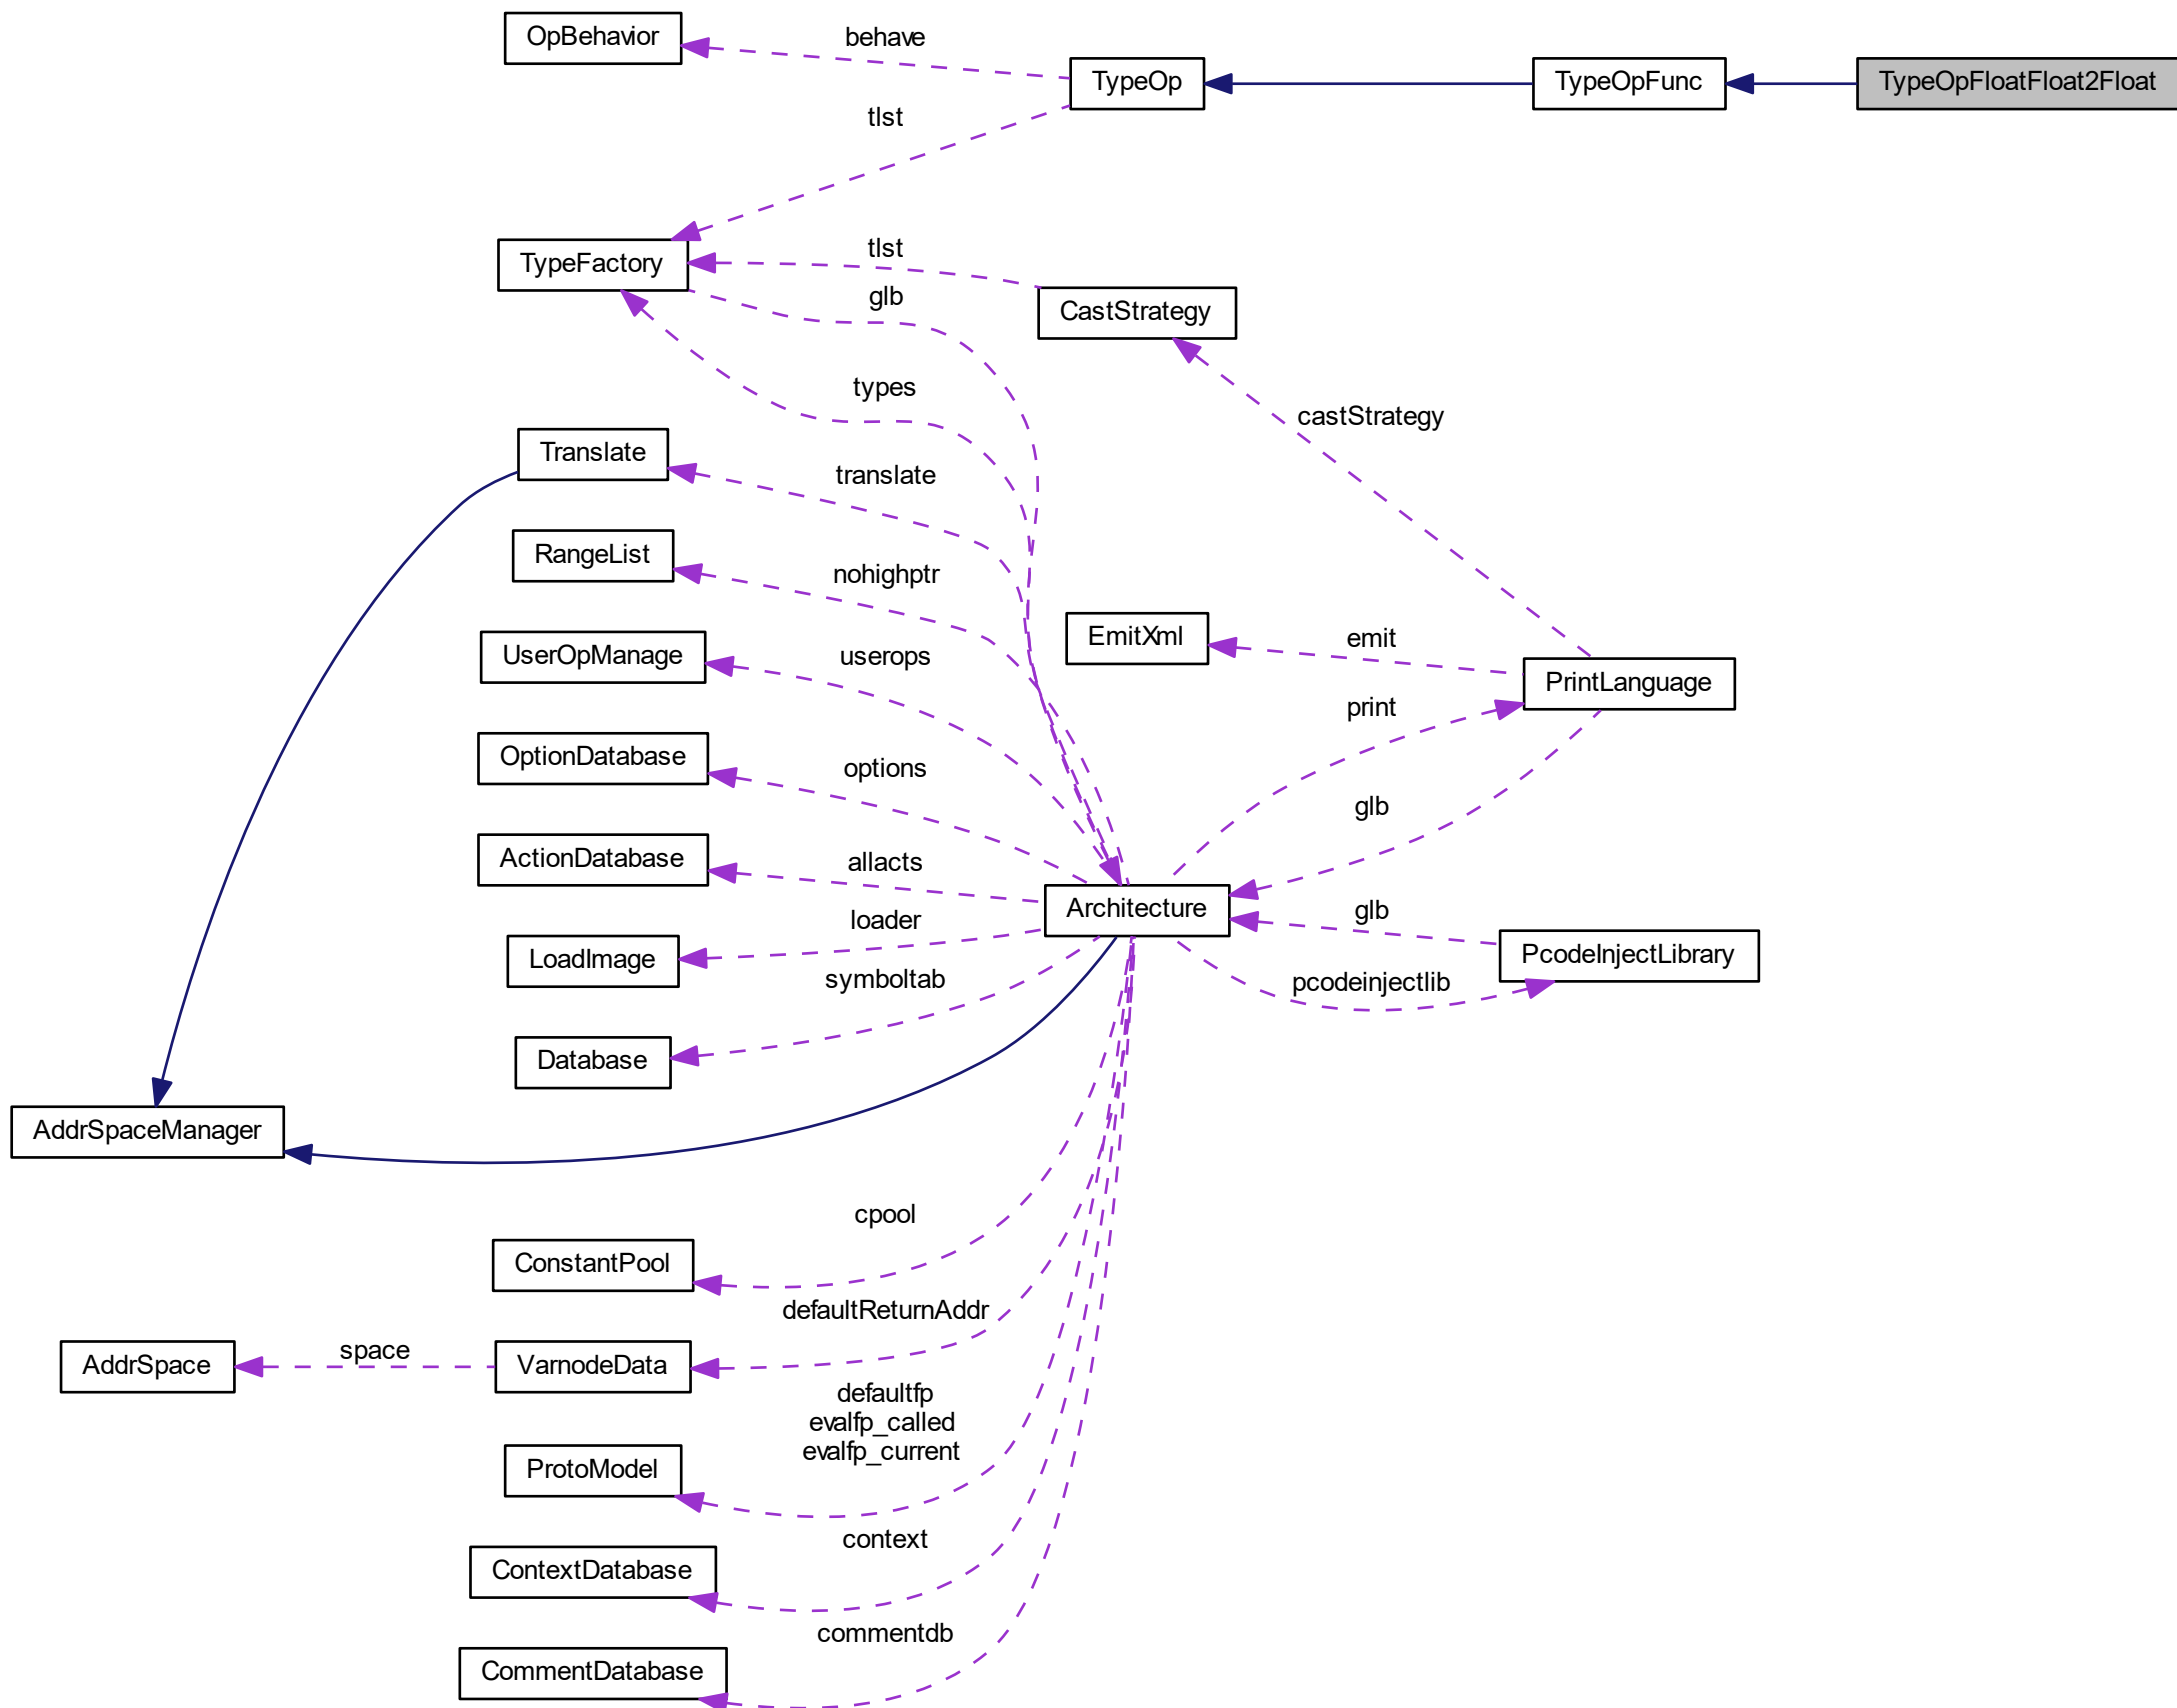 OpBehavior
behave
TypeOp
TypeOpFunc
TypeOpFloatFloat2Float
tlst
TypeFactory
tlst
glb
CastStrategy
types
castStrategy
Translate
translate
RangeList
nohighptr
EmitXml
emit
UserOpManage
userops
PrintLanguage
print
OptionDatabase
options
glb
ActionDatabase
allacts
Architecture
glb
LoadImage
loader
PcodeInjectLibrary
symboltab
pcodeinjectlib
Database
AddrSpaceManager
cpool
ConstantPool
defaultReturnAddr
AddrSpace
space
VarnodeData
defaultfp
evalfp_called
evalfp_current
ProtoModel
context
ContextDatabase
commentdb
CommentDatabase